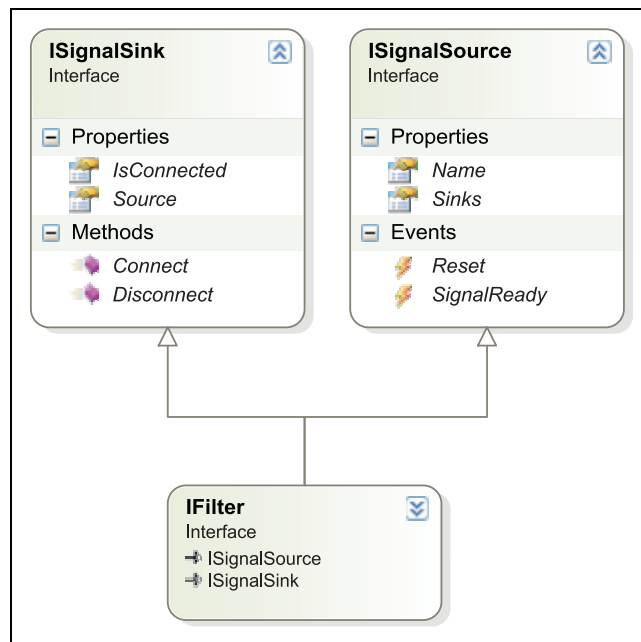 ISignalSink
Interface
Properties
IsConnected
Source
Methods
Connect
Disconnect
ISignalSource
Interface
Properties
Name
Sinks
Events
Reset
SignalReady
IFilter
Interface
ISignalSource
ISignalSink